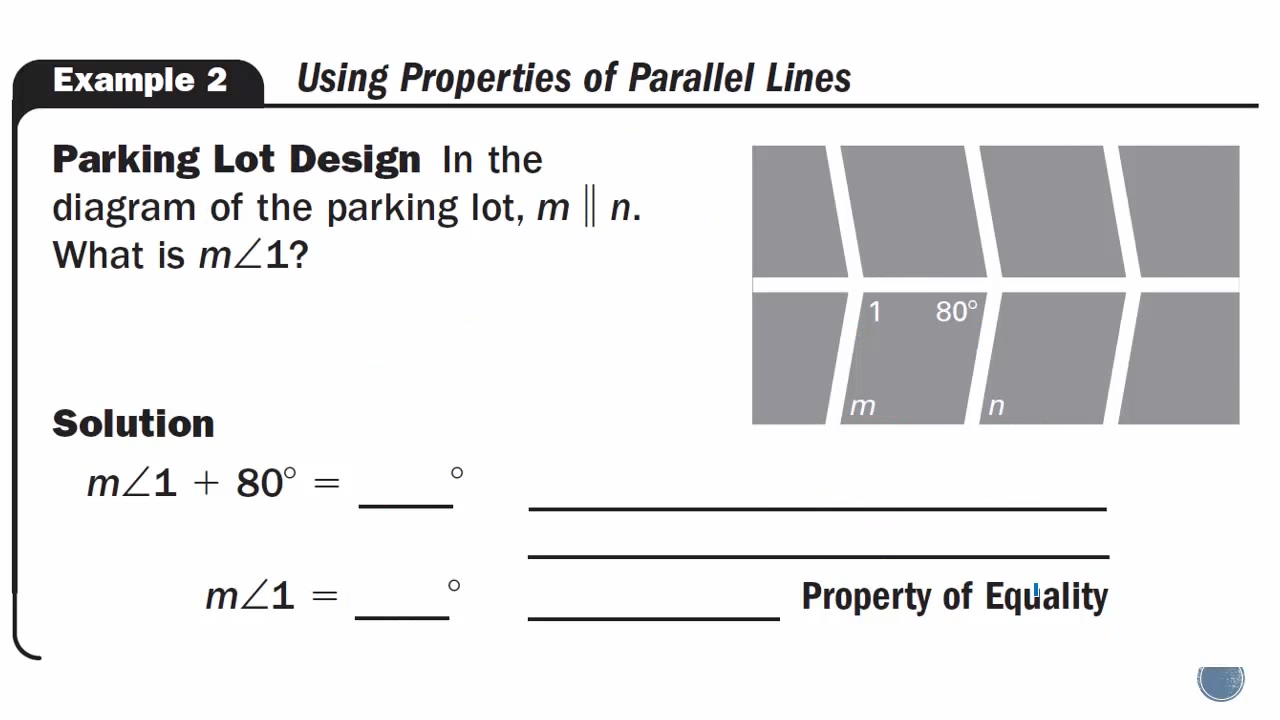 Example 2 Using Properties of Parallel Lines
Parking Lot Design In the
diagram of the parking lot, m ∥ n.
What is m∠1?
1 80°
m n
Solution
m∠1 + 80° = ____°
m∠1 = ____° ____ Property of Equality